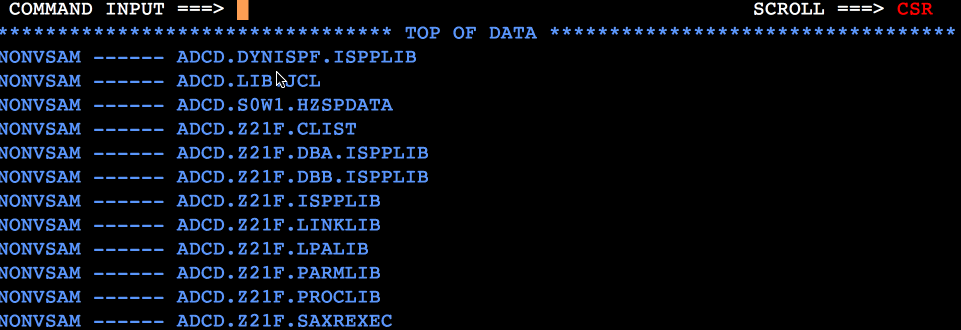 COMMAND INPUT ===> SCROLL ===> CSR
********************************* TOP OF DATA **********************************
NONVSAM ------ ADCD.DYNISPF.ISPPLIB
NONVSAM ------ ADCD.LIB.JCL
NONVSAM ------ ADCD.S0W1.HZSPDATA
NONVSAM ------ ADCD.Z21F.CLIST
NONVSAM ------ ADCD.Z21F.DBA.ISPPLIB
NONVSAM ------ ADCD.Z21F.DBB.ISPPLIB
NONVSAM ------ ADCD.Z21F.ISPPLIB
NONVSAM ------ ADCD.Z21F.LINKLIB
NONVSAM ------ ADCD.Z21F.LPALIB
NONVSAM ------ ADCD.Z21F.PARMLIB
NONVSAM ------ ADCD.Z21F.PROCLIB
NONVSAM ------ ADCD.Z21F.SAXREXEC